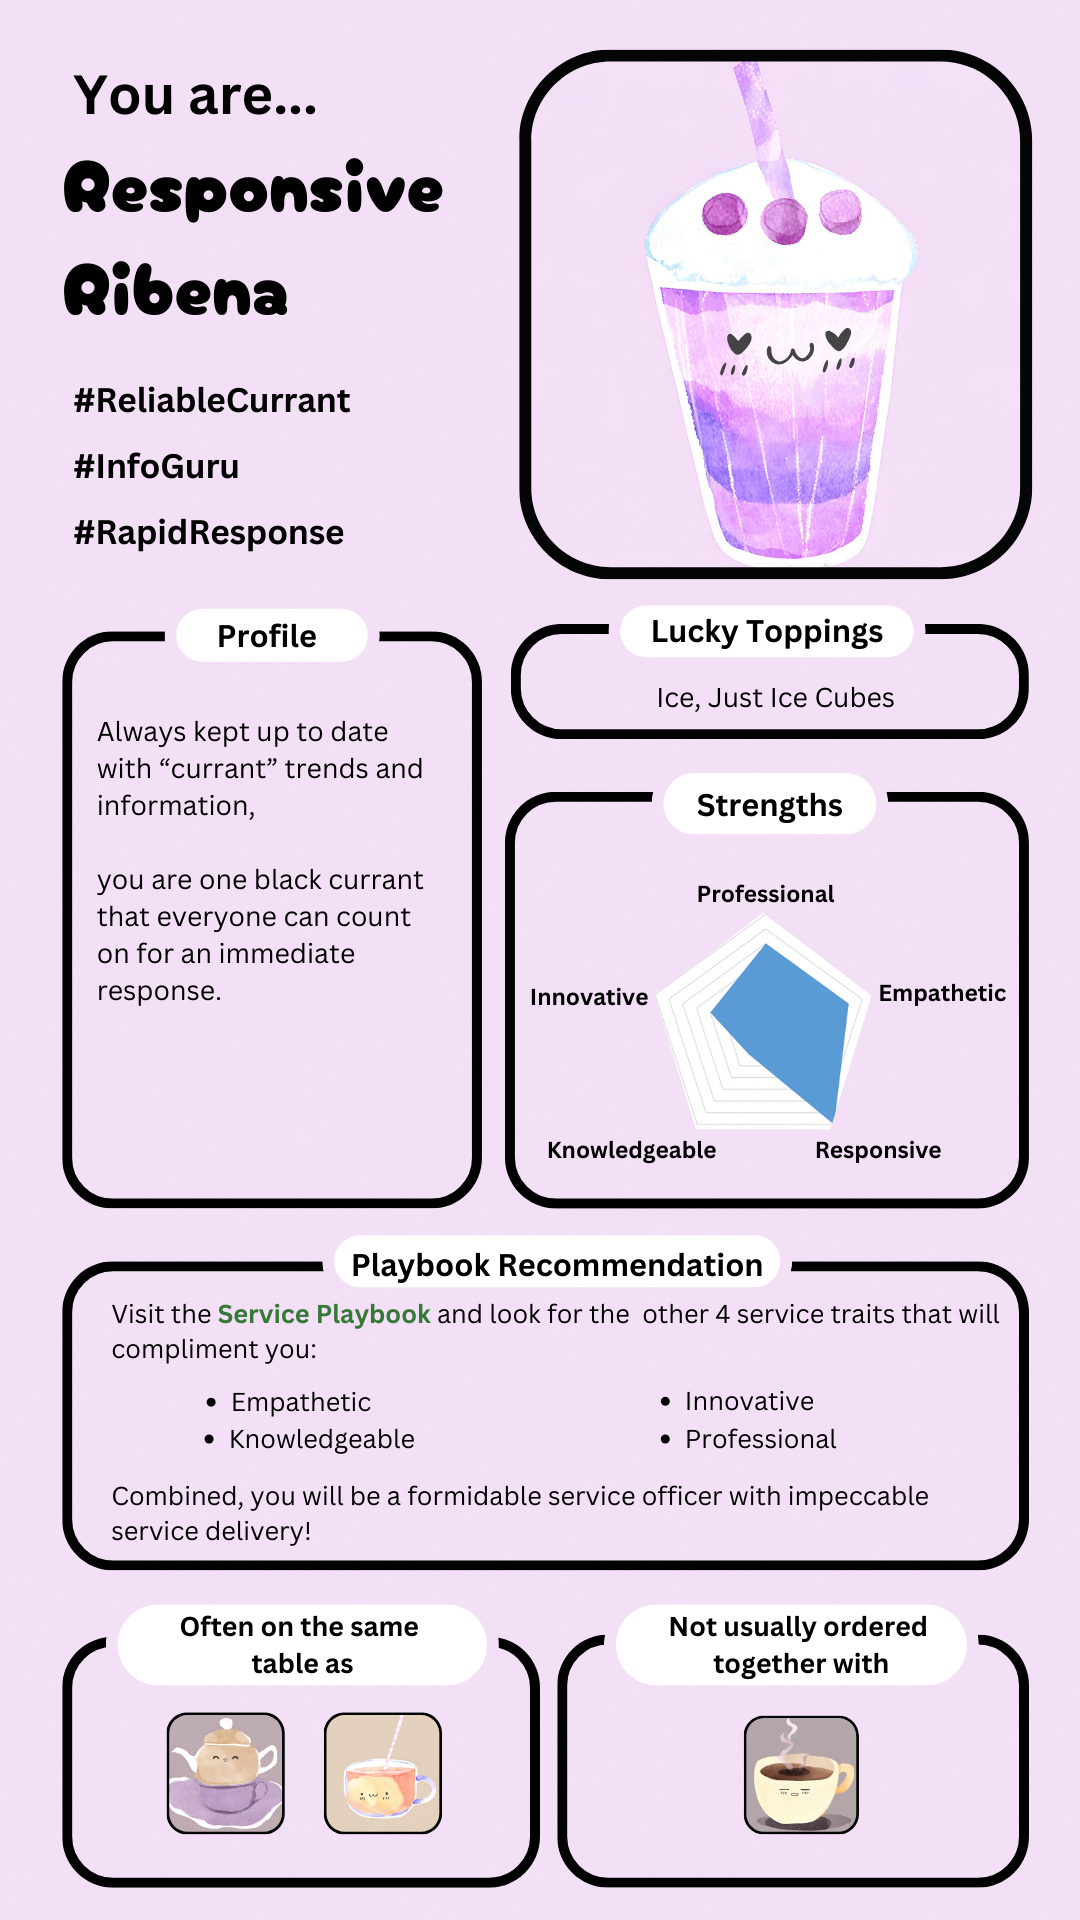 You are...
Responsive
Ribena
#ReliableCurrant
#InfoGuru
#RapidResponse
Profile
Always kept up to date
with “currant” trends and
information,
you are one black currant
that everyone can count
on for an immediate
response.
Lucky Toppings
Ice, Just Ice Cubes
Strengths
Professional
Innovative
Empathetic
Knowledgeable
Responsive
Playbook Recommendation
Visit the Service Playbook and look for the  other 4 service traits that will
compliment you:
• Empathetic
• Knowledgeable
• Innovative
• Professional
Combined, you will be a formidable service officer with impeccable
service delivery!
Often on the same
table as
Not usually ordered
together with